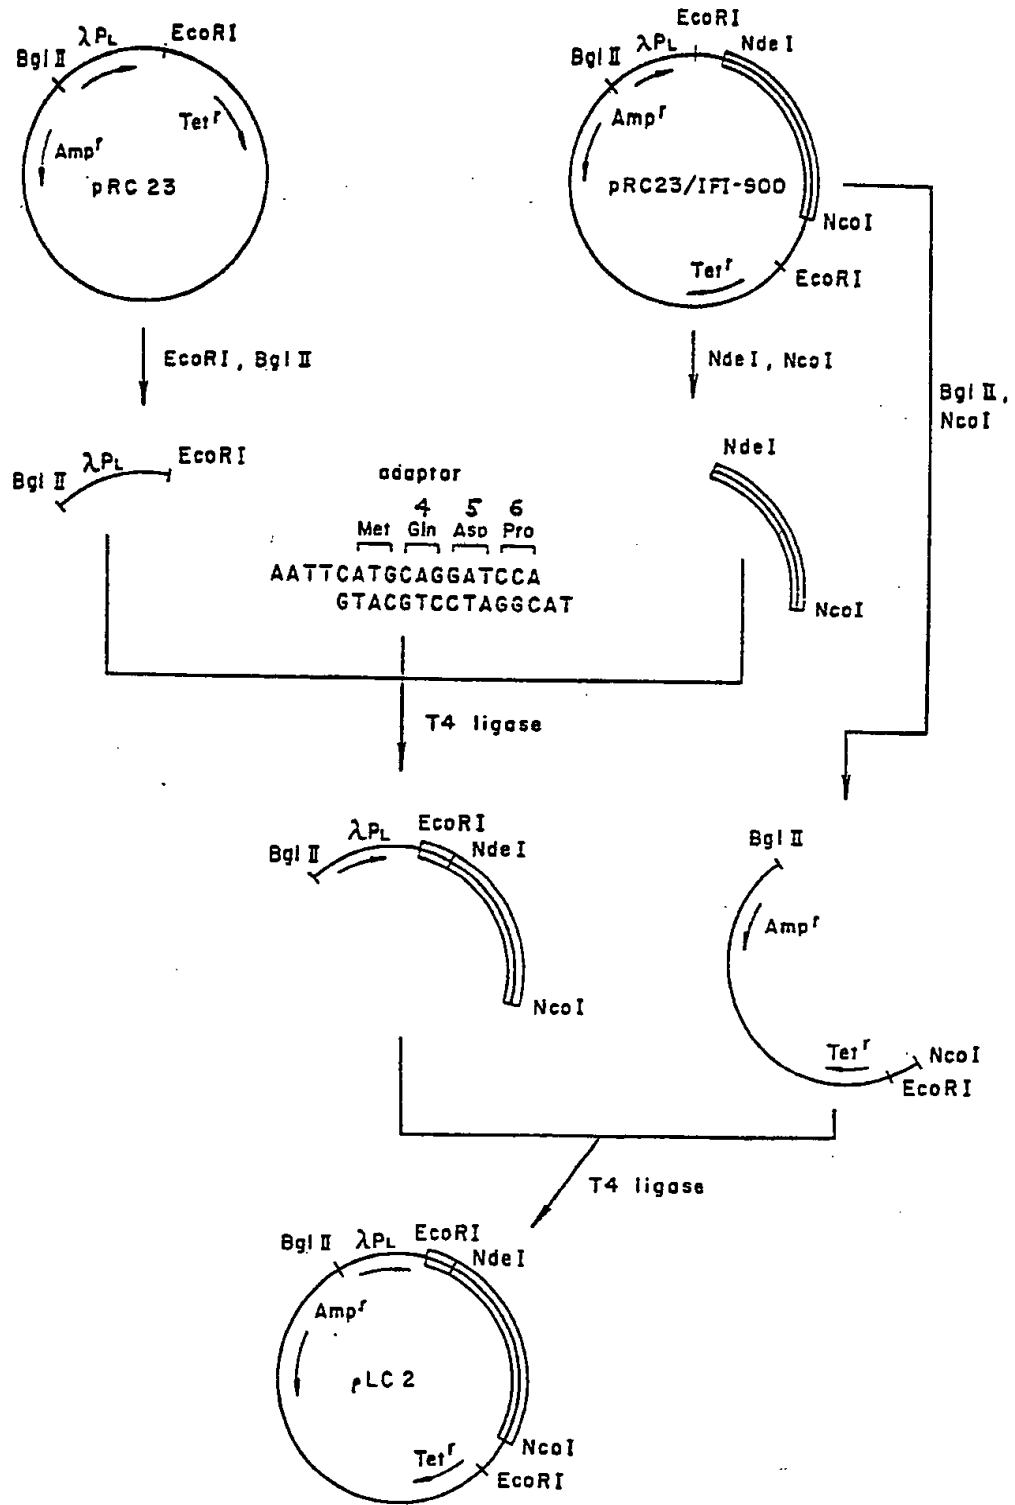 λPL EcoRI
Bgl II
Tetr
Ampr
pRC 23
EcoRI
λPL Nde I
Bgl II
Ampr
pRC23/IFI-900
Nco I
Tetr
EcoRI
EcoRI, Bgl II
NdeI, NcoI
Bgl II,
NcoI
λPL EcoRI
Bgl II
NdeI
NcoI
adaptor
4 5 6
Met Gln Asp Pro
AATTCATGCAGGATCCA
GTACGTCCTAGGCAT
T4 ligase
λPL EcoRI
Bgl II NdeI
NcoI
Bgl II
Ampr
Tetr NcoI
EcoRI
T4 ligase
Bgl II λPL EcoRI
NdeI
Ampr
pLC 2
NcoI
Tetr
EcoRI